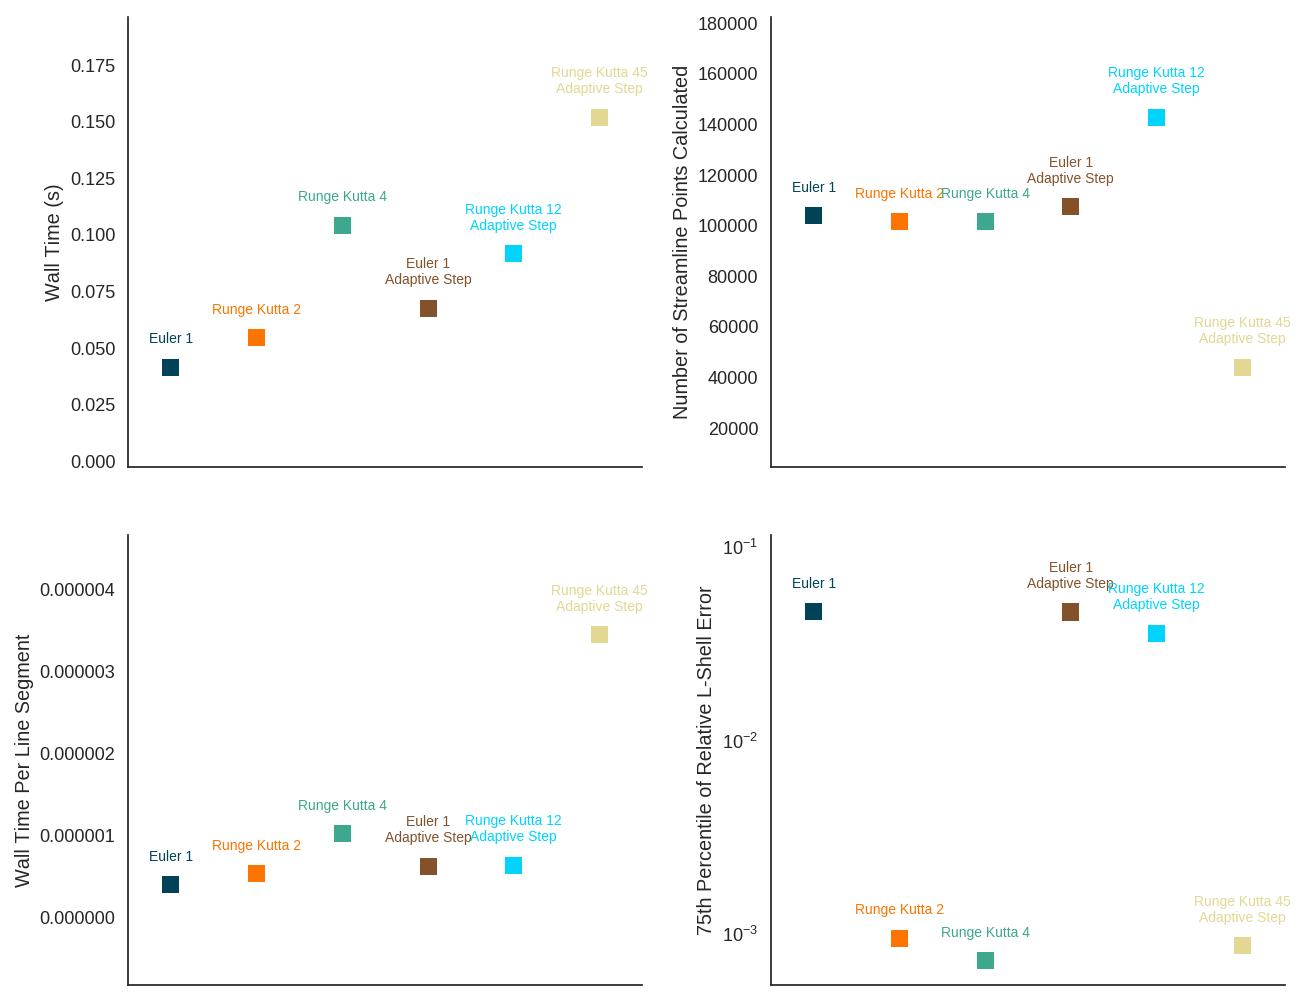 0.175
0.150
0.125
0.100
0.075
0.050
0.025
0.000
Wall Time (s)
Euler 1
Runge Kutta 2
Runge Kutta 4
Euler 1
Adaptive Step
Runge Kutta 12
Adaptive Step
Runge Kutta 45
Adaptive Step
180000
160000
140000
120000
100000
80000
60000
40000
20000
Number of Streamline Points Calculated
Euler 1
Runge Kutta 2
Runge Kutta 4
Euler 1
Adaptive Step
Runge Kutta 12
Adaptive Step
Runge Kutta 45
Adaptive Step
0.000004
0.000003
0.000002
0.000001
0.000000
Wall Time Per Line Segment
Euler 1
Runge Kutta 2
Runge Kutta 4
Euler 1
Adaptive Step
Runge Kutta 12
Adaptive Step
Runge Kutta 45
Adaptive Step
10⁻¹
10⁻²
10⁻³
75th Percentile of Relative L-Shell Error
Euler 1
Runge Kutta 2
Runge Kutta 4
Euler 1
Adaptive Step
Runge Kutta 12
Adaptive Step
Runge Kutta 45
Adaptive Step